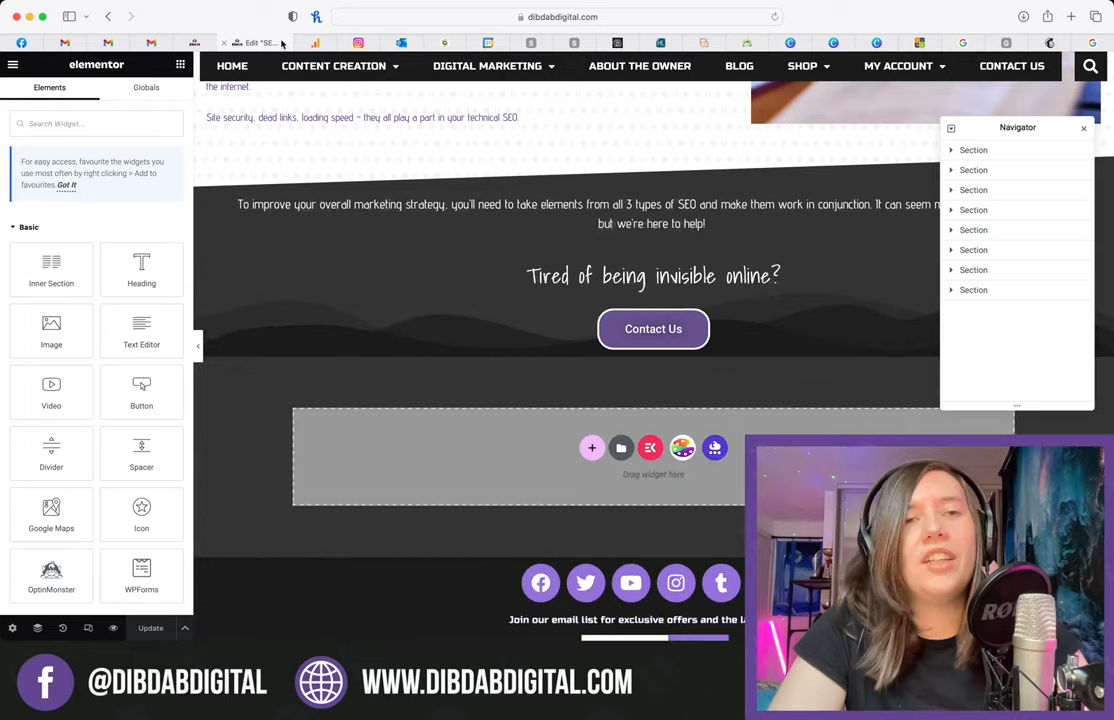 dibdabdigital.com
Edit "SE...
elementor
HOME
CONTENT CREATION
DIGITAL MARKETING
ABOUT THE OWNER
BLOG
SHOP
MY ACCOUNT
CONTACT US
Elements
Globals
Search Widget...
For easy access, favourite the widgets you
use most often by right clicking > Add to
favourites. Got It
Basic
Inner Section
Heading
Image
Text Editor
Video
Button
Divider
Spacer
Google Maps
Icon
OptinMonster
WPForms
Update
the internet.
Site security, dead links, loading speed – they all play a part in your technical SEO.
To improve your overall marketing strategy, you'll need to take elements from all 3 types of SEO and make them work in conjunction. It can seem
but we're here to help!
Tired of being invisible online?
Contact Us
Drag widget here
Join our email list for exclusive offers and the
Navigator
Section
Section
Section
Section
Section
Section
Section
Section
@DIBDABDIGITAL
WWW.DIBDABDIGITAL.COM